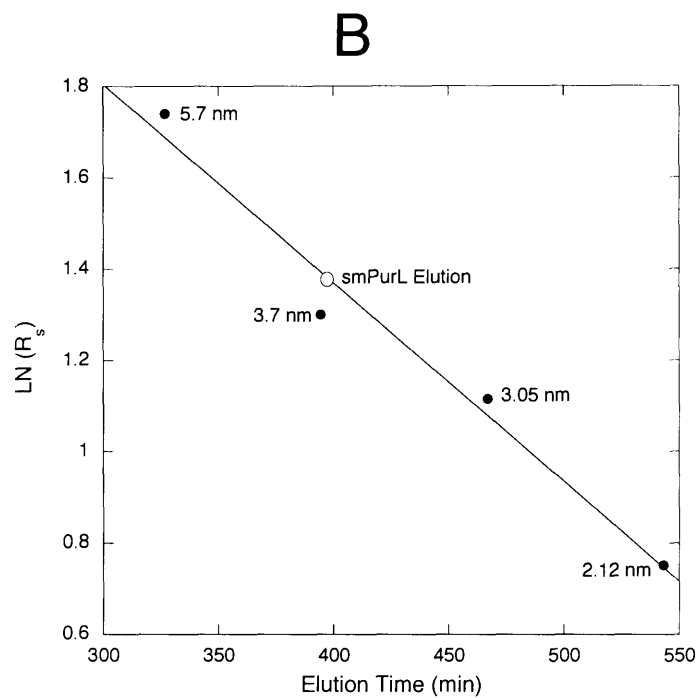 B
1.8
5.7 nm
1.6
1.4
smPurL Elution
3.7 nm
LN (Rs)
1.2
3.05 nm
1
0.8
2.12 nm
0.6
300 350 400 450 500 550
Elution Time (min)